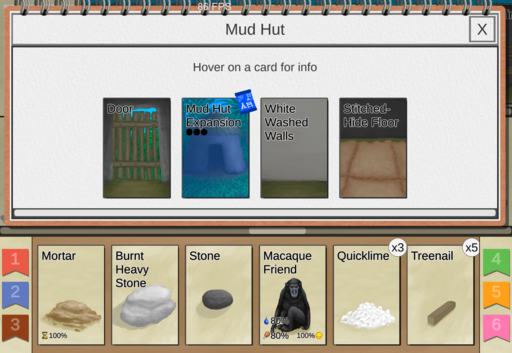 86 FPS
Mud Hut
X
Hover on a card for info
Door
Mud Hut
Expansion
White
Washed
Walls
Stitched-
Hide Floor
Mortar
100%
Burnt
Heavy
Stone
Stone
Macaque
Friend
80%
100%
Quicklime
x3
Treenail
x5
1
2
3
4
5
6